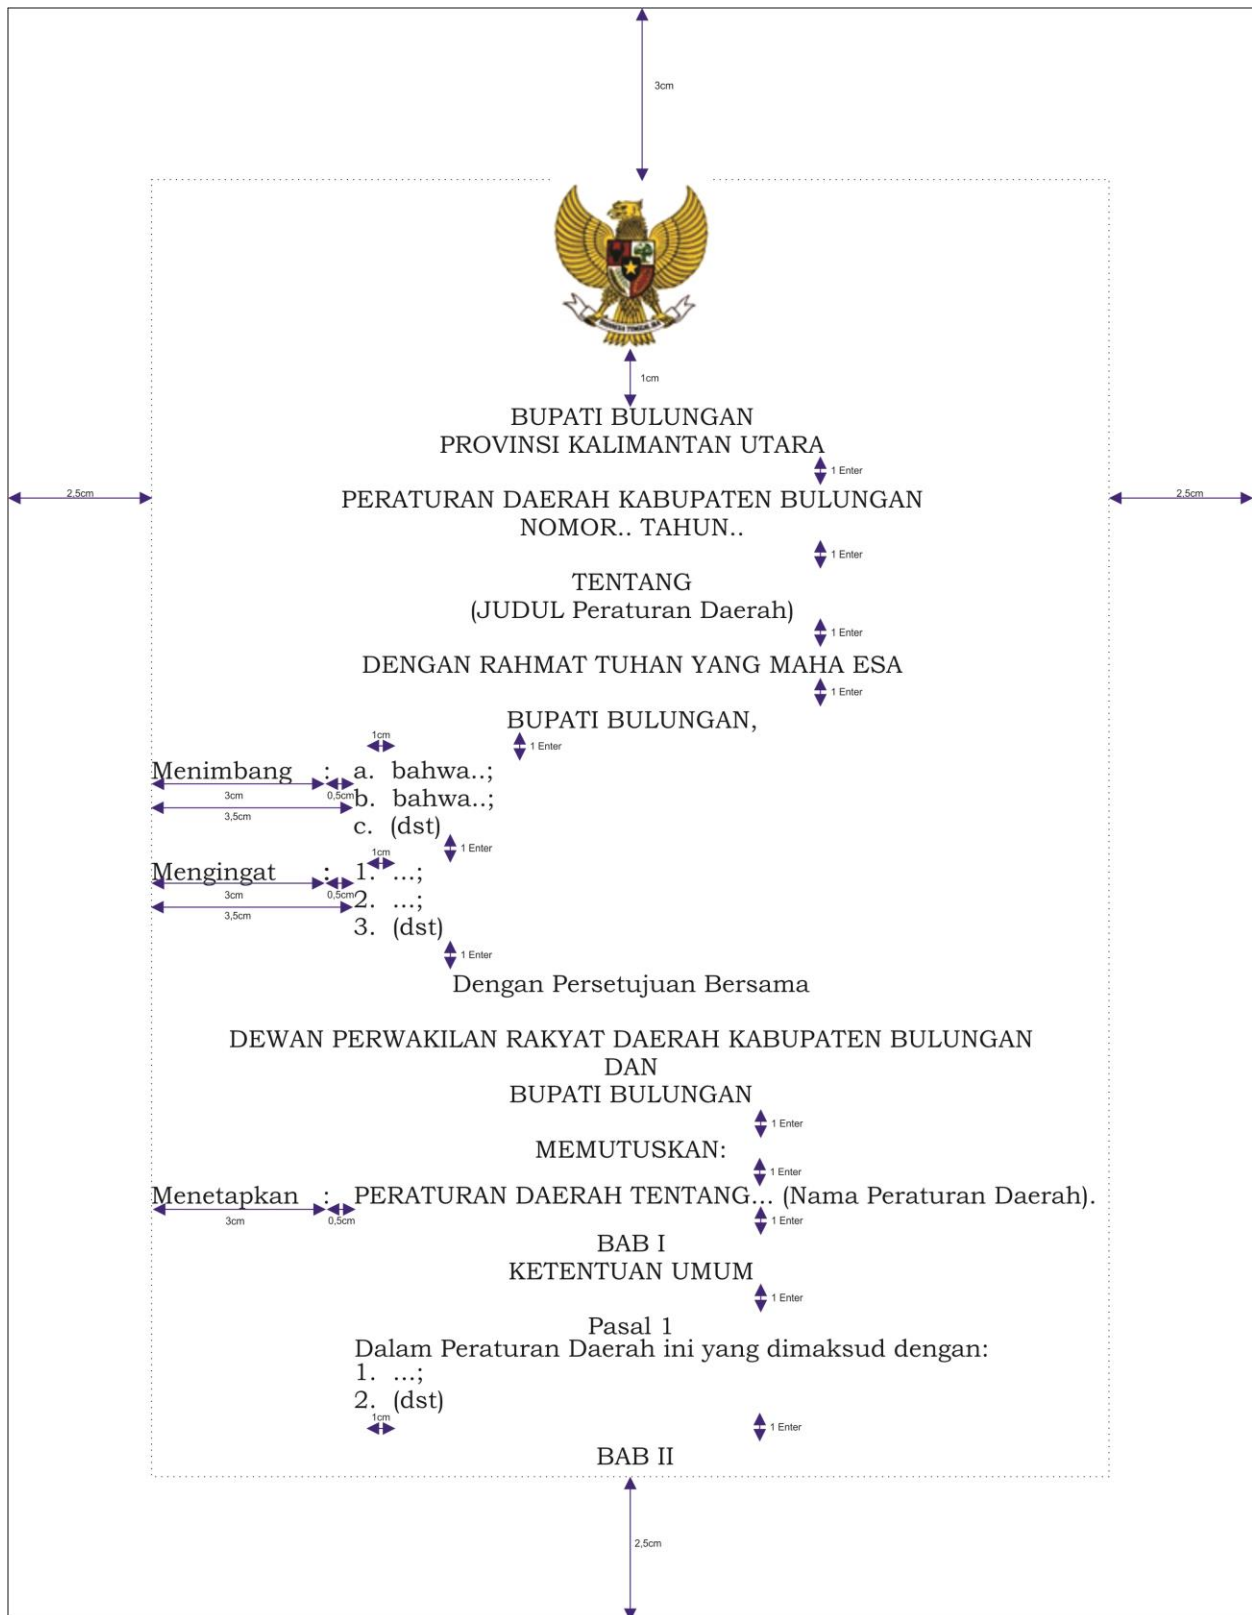 3cm
1cm
BUPATI BULUNGAN
PROVINSI KALIMANTAN UTARA
1 Enter
2,5cm
2,5cm
PERATURAN DAERAH KABUPATEN BULUNGAN
NOMOR.. TAHUN..
1 Enter
TENTANG
(JUDUL Peraturan Daerah)
1 Enter
DENGAN RAHMAT TUHAN YANG MAHA ESA
1 Enter
BUPATI BULUNGAN,
1cm
1 Enter
Menimbang : a. bahwa..;
3cm 0,5cm
b. bahwa..;
3,5cm
c. (dst)
1 Enter
1cm
Mengingat : 1. ...;
3cm 0,5cm
2. ...;
3,5cm
3. (dst)
1 Enter
Dengan Persetujuan Bersama
DEWAN PERWAKILAN RAKYAT DAERAH KABUPATEN BULUNGAN
DAN
BUPATI BULUNGAN
1 Enter
MEMUTUSKAN:
1 Enter
Menetapkan : PERATURAN DAERAH TENTANG... (Nama Peraturan Daerah).
3cm 0,5cm 1 Enter
BAB I
KETENTUAN UMUM
1 Enter
Pasal 1
Dalam Peraturan Daerah ini yang dimaksud dengan:
1. ...;
2. (dst)
1cm
1 Enter
BAB II
2,5cm